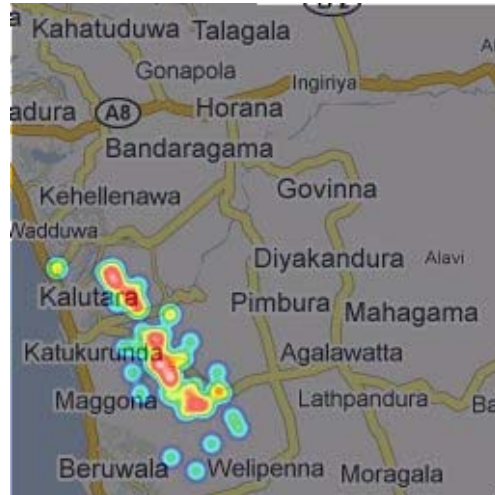 Kahatuduwa Talagala
Gonapola
Ingiriya
adura A8 Horana
Bandaragama
Kehellenawa Govinna
Wadduwa
Diyakandura Alavi
Kalutara Pimbura Mahagama
Katukurunda Agalawatta
Maggona Lathpandura Ba
Beruwala Welipenna Moragala